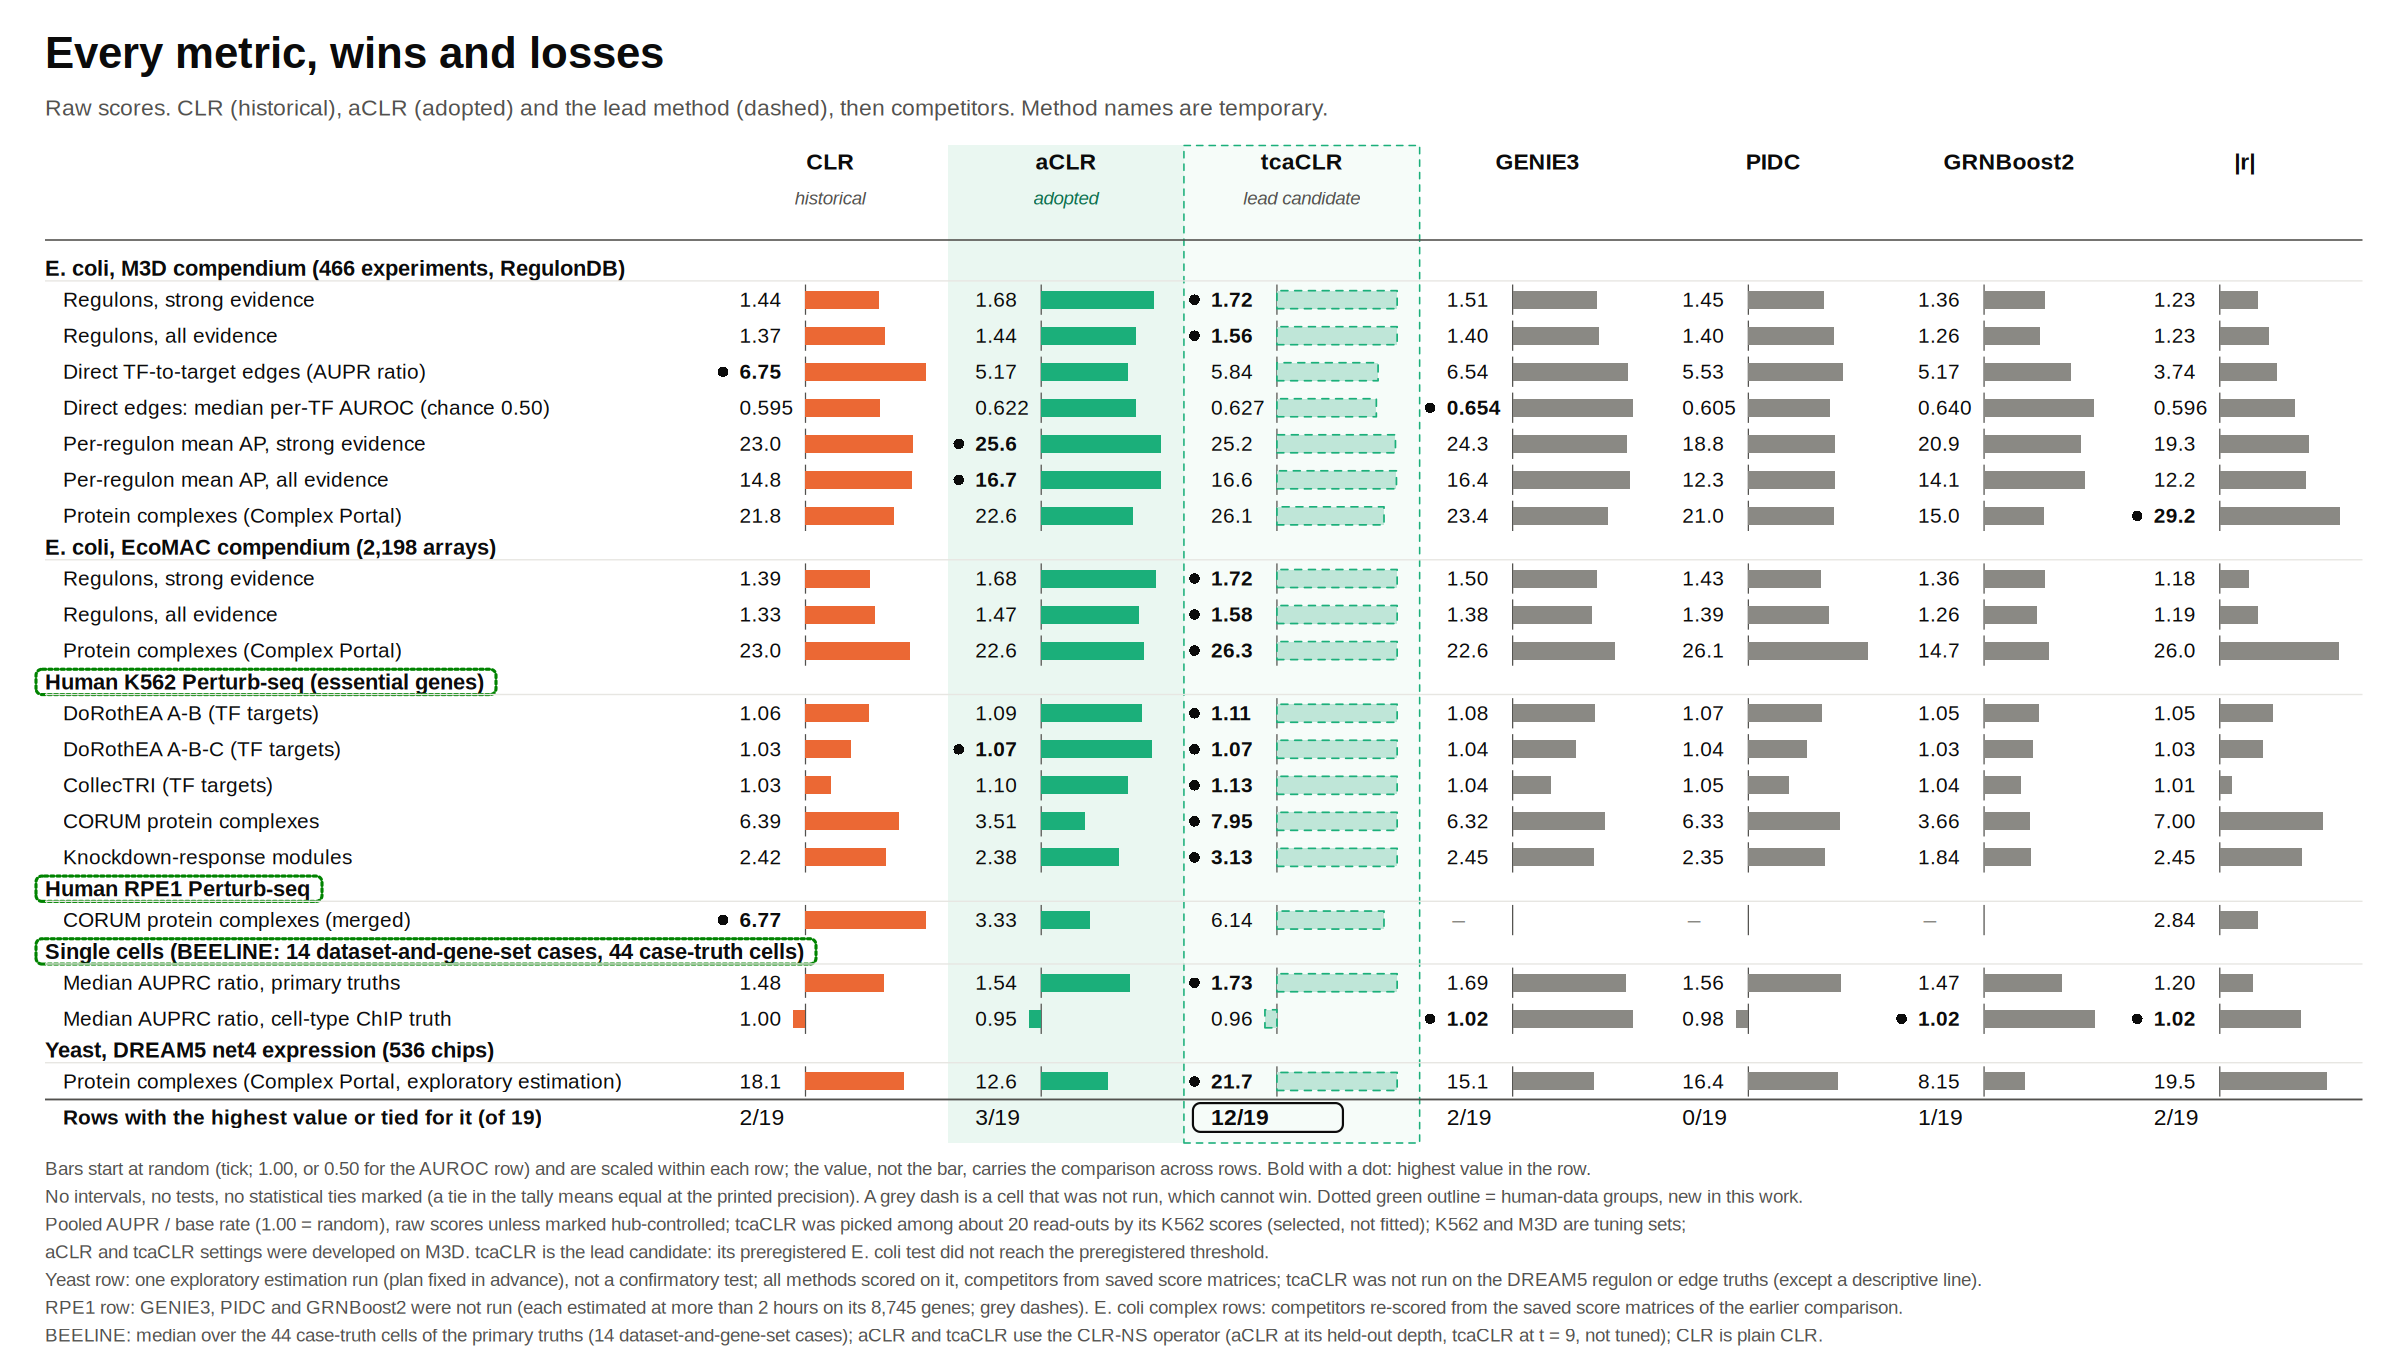 Every metric, wins and losses
Raw scores. CLR (historical), aCLR (adopted) and the lead method (dashed), then competitors. Method names are temporary.
CLR aCLR tcaCLR GENIE3 PIDC GRNBoost2 |r|
historical adopted lead candidate
E. coli, M3D compendium (466 experiments, RegulonDB)
Regulons, strong evidence 1.44 1.68 • 1.72 1.51 1.45 1.36 1.23
Regulons, all evidence 1.37 1.44 • 1.56 1.40 1.40 1.26 1.23
Direct TF-to-target edges (AUPR ratio) • 6.75 5.17 5.84 6.54 5.53 5.17 3.74
Direct edges: median per-TF AUROC (chance 0.50) 0.595 0.622 0.627 • 0.654 0.605 0.640 0.596
Per-regulon mean AP, strong evidence 23.0 • 25.6 25.2 24.3 18.8 20.9 19.3
Per-regulon mean AP, all evidence 14.8 • 16.7 16.6 16.4 12.3 14.1 12.2
Protein complexes (Complex Portal) 21.8 22.6 26.1 23.4 21.0 15.0 • 29.2
E. coli, EcoMAC compendium (2,198 arrays)
Regulons, strong evidence 1.39 1.68 • 1.72 1.50 1.43 1.36 1.18
Regulons, all evidence 1.33 1.47 • 1.58 1.38 1.39 1.26 1.19
Protein complexes (Complex Portal) 23.0 22.6 • 26.3 22.6 26.1 14.7 26.0
Human K562 Perturb-seq (essential genes)
DoRothEA A-B (TF targets) 1.06 1.09 • 1.11 1.08 1.07 1.05 1.05
DoRothEA A-B-C (TF targets) 1.03 • 1.07 • 1.07 1.04 1.04 1.03 1.03
CollecTRI (TF targets) 1.03 1.10 • 1.13 1.04 1.05 1.04 1.01
CORUM protein complexes 6.39 3.51 • 7.95 6.32 6.33 3.66 7.00
Knockdown-response modules 2.42 2.38 • 3.13 2.45 2.35 1.84 2.45
Human RPE1 Perturb-seq
CORUM protein complexes (merged) • 6.77 3.33 6.14 – – – 2.84
Single cells (BEELINE: 14 dataset-and-gene-set cases, 44 case-truth cells)
Median AUPRC ratio, primary truths 1.48 1.54 • 1.73 1.69 1.56 1.47 1.20
Median AUPRC ratio, cell-type ChIP truth 1.00 0.95 0.96 • 1.02 0.98 • 1.02 • 1.02
Yeast, DREAM5 net4 expression (536 chips)
Protein complexes (Complex Portal, exploratory estimation) 18.1 12.6 • 21.7 15.1 16.4 8.15 19.5
Rows with the highest value or tied for it (of 19) 2/19 3/19 12/19 2/19 0/19 1/19 2/19
Bars start at random (tick; 1.00, or 0.50 for the AUROC row) and are scaled within each row; the value, not the bar, carries the comparison across rows. Bold with a dot: highest value in the row.
No intervals, no tests, no statistical ties marked (a tie in the tally means equal at the printed precision). A grey dash is a cell that was not run, which cannot win. Dotted green outline = human-data groups, new in this work.
Pooled AUPR / base rate (1.00 = random), raw scores unless marked hub-controlled; tcaCLR was picked among about 20 read-outs by its K562 scores (selected, not fitted); K562 and M3D are tuning sets;
aCLR and tcaCLR settings were developed on M3D. tcaCLR is the lead candidate: its preregistered E. coli test did not reach the preregistered threshold.
Yeast row: one exploratory estimation run (plan fixed in advance), not a confirmatory test; all methods scored on it, competitors from saved score matrices; tcaCLR was not run on the DREAM5 regulon or edge truths (except a descriptive line).
RPE1 row: GENIE3, PIDC and GRNBoost2 were not run (each estimated at more than 2 hours on its 8,745 genes; grey dashes). E. coli complex rows: competitors re-scored from the saved score matrices of the earlier comparison.
BEELINE: median over the 44 case-truth cells of the primary truths (14 dataset-and-gene-set cases); aCLR and tcaCLR use the CLR-NS operator (aCLR at its held-out depth, tcaCLR at t = 9, not tuned); CLR is plain CLR.